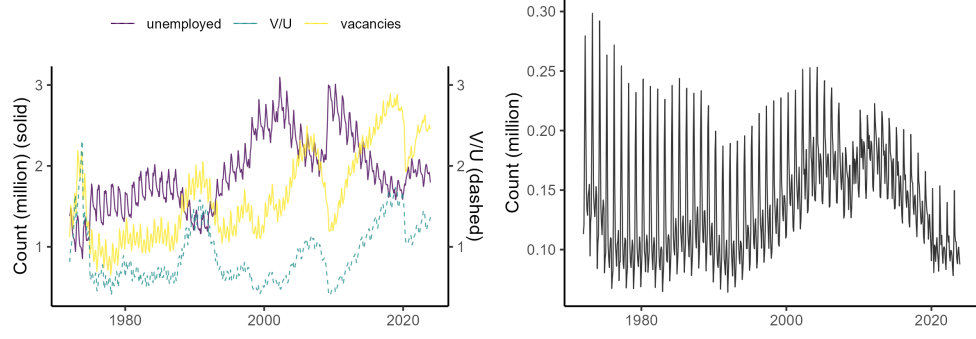 unemployed V/U vacancies
Count (million) (solid)
3
2
1
3
2
1
V/U (dashed)
1980 2000 2020
Count (million)
0.30
0.25
0.20
0.15
0.10
1980 2000 2020